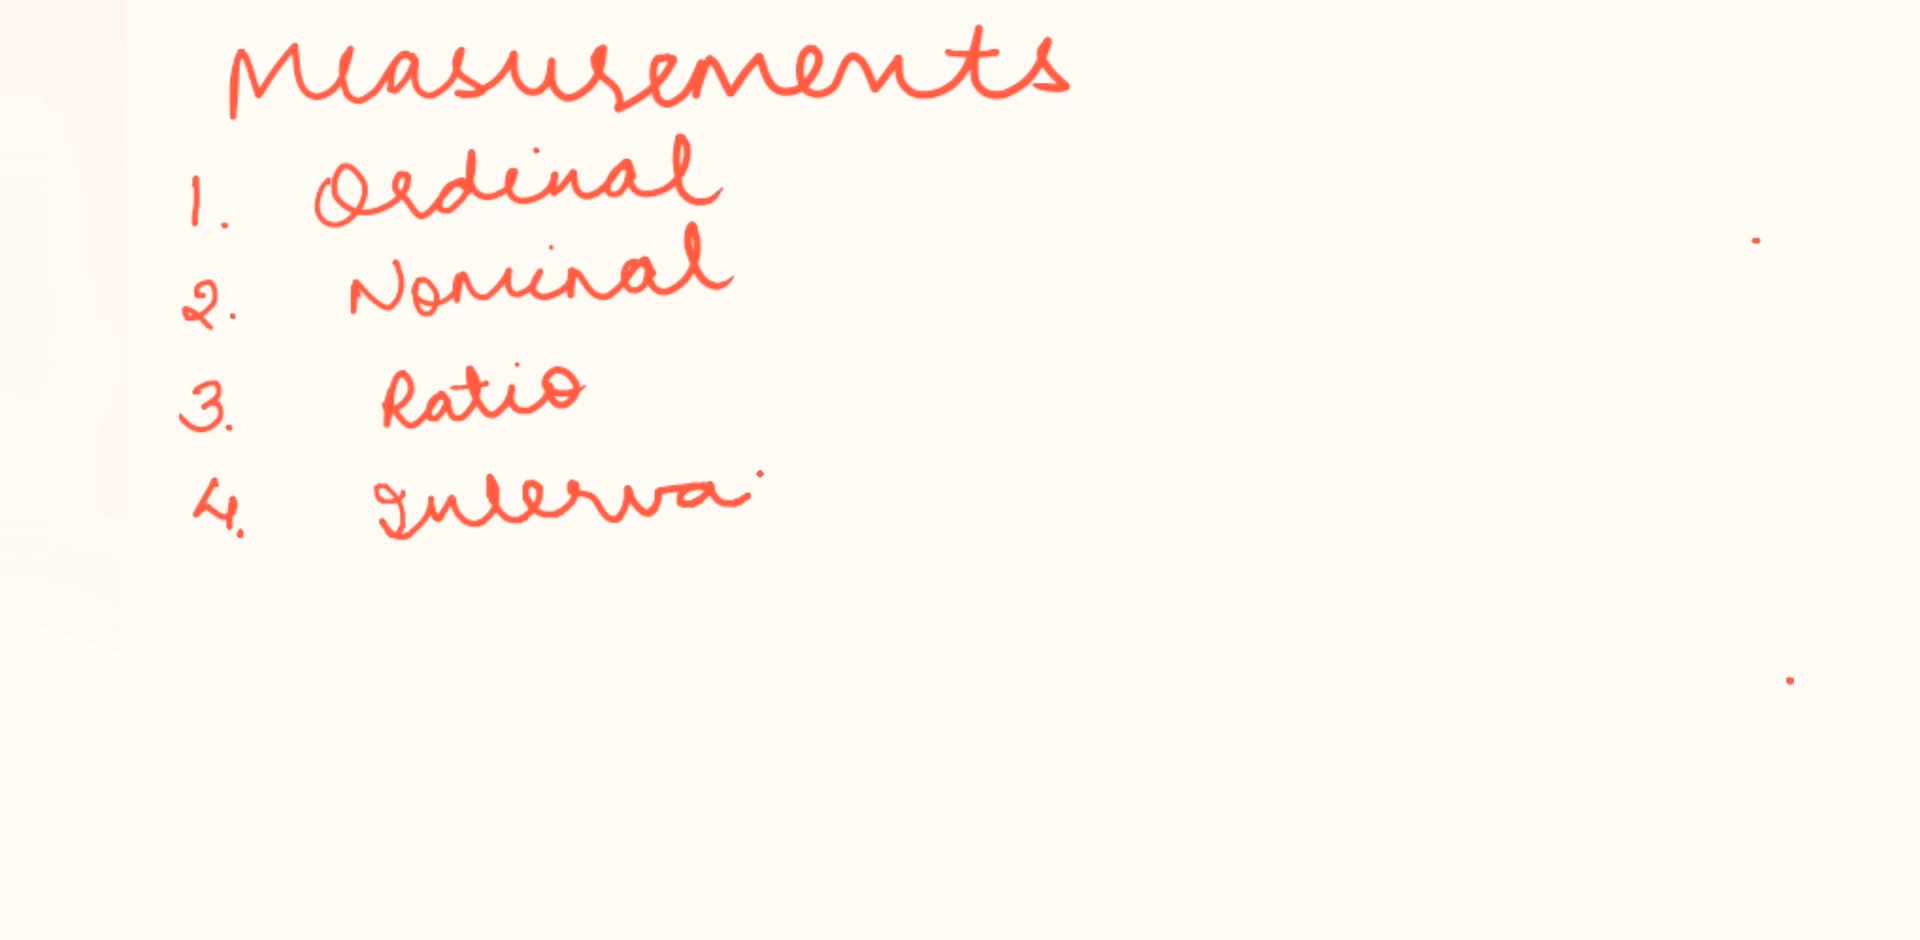 Measurements
1. Ordinal
2. Nominal
3. Ratio
4. Interva